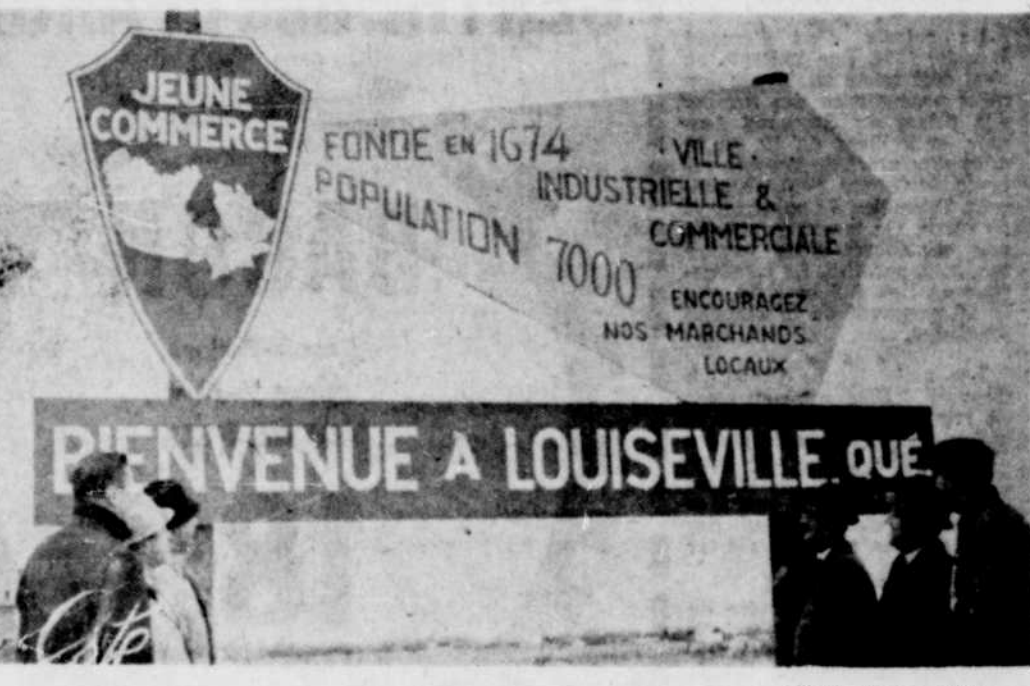 JEUNE
COMMERCE
FONDE EN 1674
POPULATION 7000
· VILLE ·
INDUSTRIELLE &
COMMERCIALE
ENCOURAGEZ
NOS MARCHANDS
LOCAUX
BIENVENUE A LOUISEVILLE. QUÉ.